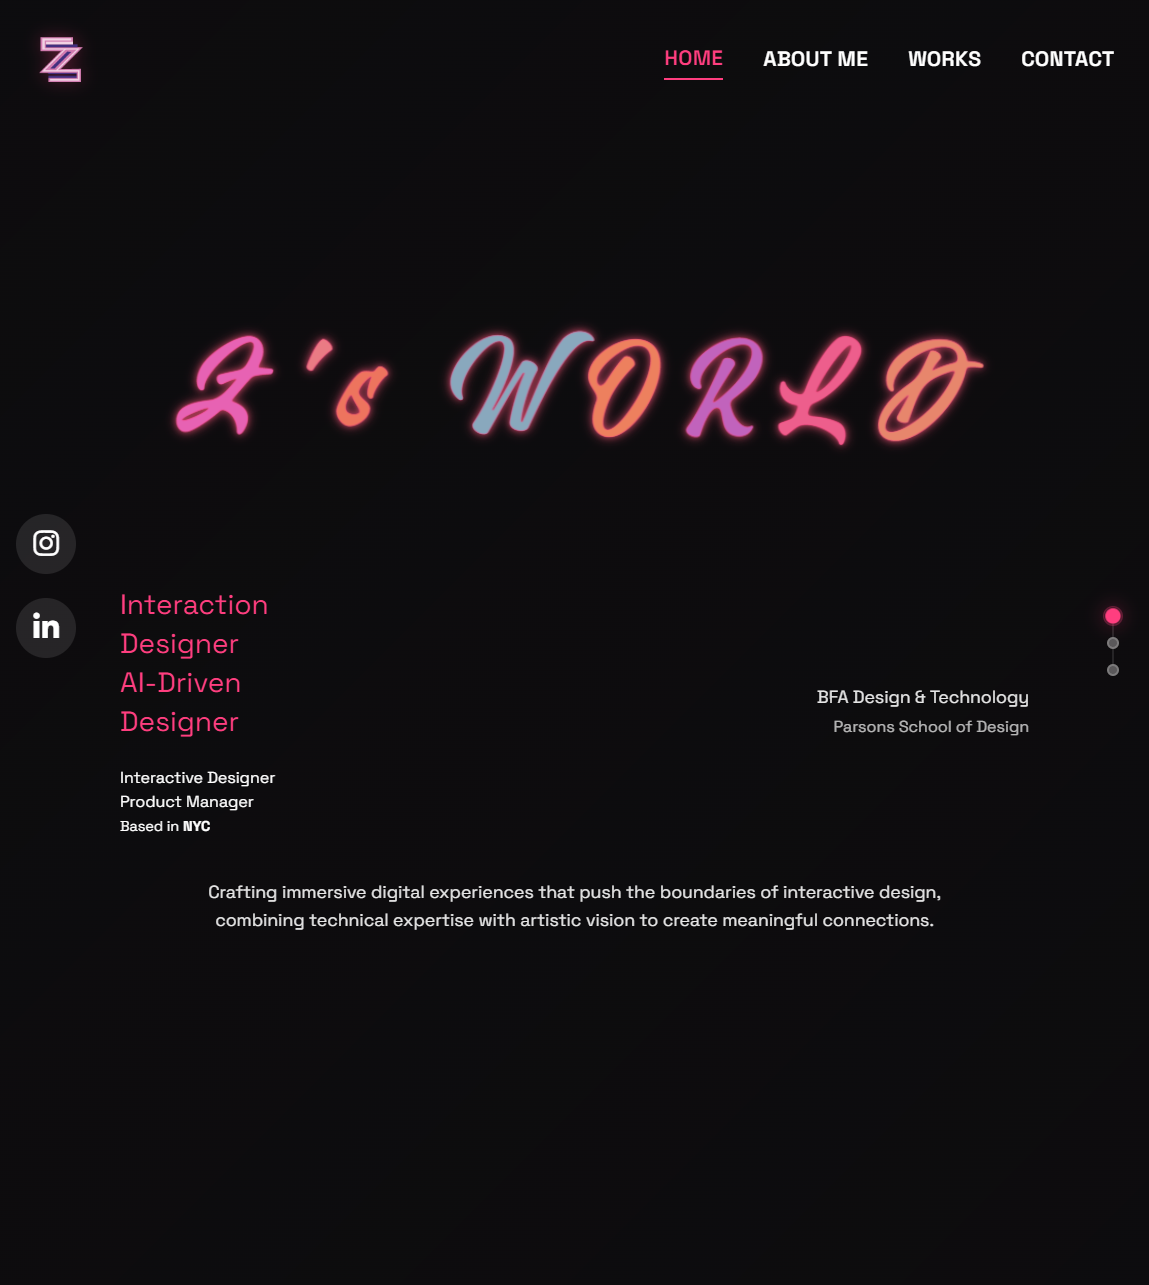 Z
HOME ABOUT ME WORKS CONTACT
Z's WORLD
Interaction
Designer
AI-Driven
Designer
BFA Design & Technology
Parsons School of Design
Interactive Designer
Product Manager
Based in NYC
Crafting immersive digital experiences that push the boundaries of interactive design,
combining technical expertise with artistic vision to create meaningful connections.